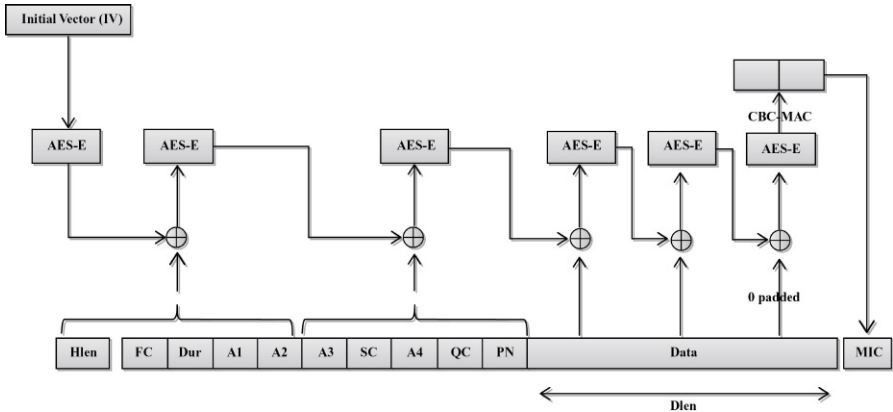 Initial Vector (IV)
CBC-MAC
AES-E AES-E AES-E AES-E AES-E AES-E
0 padded
Hlen FC Dur A1 A2 A3 SC A4 QC PN Data MIC
Dlen